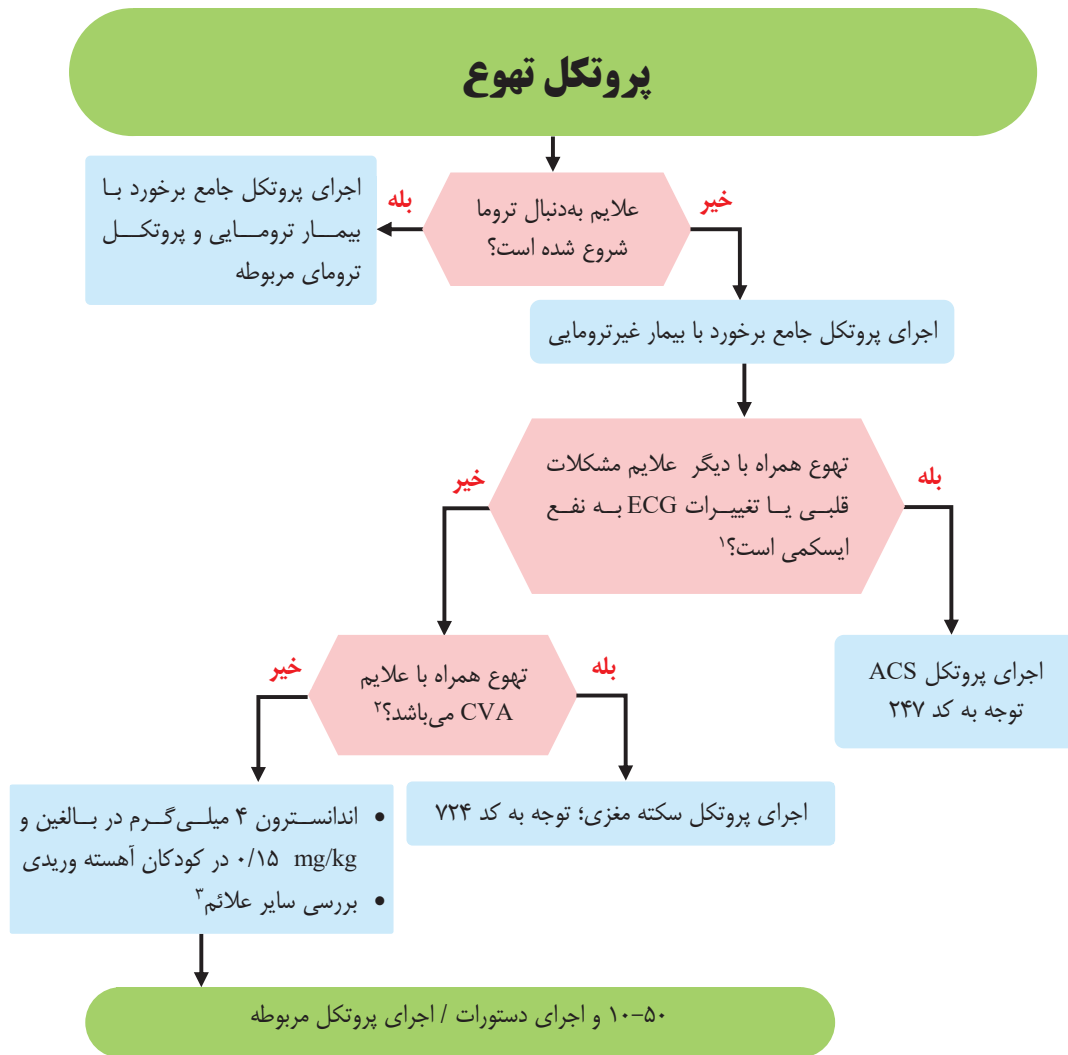 پروتکل تهوع
علایم به‌دنبال تروما
شروع شده است؟
بله
خیر
اجرای پروتکل جامع برخورد با
بیمار ترومایی و پروتکل
ترومای مربوطه
اجرای پروتکل جامع برخورد با بیمار غیرترومایی
تهوع همراه با دیگر علایم مشکلات
قلبی یا تغییرات ECG به نفع
ایسکمی است؟۱
بله
خیر
اجرای پروتکل ACS
توجه به کد ۲۴۷
تهوع همراه با علایم
CVA می‌باشد؟۲
بله
خیر
اجرای پروتکل سکته مغزی؛ توجه به کد ۷۲۴
• اندانسترون ۴ میلی‌گرم در بالغین و
۰/۱۵ mg/kg در کودکان آهسته وریدی
• بررسی سایر علائم۳
۱۰-۵۰ و اجرای دستورات / اجرای پروتکل مربوطه